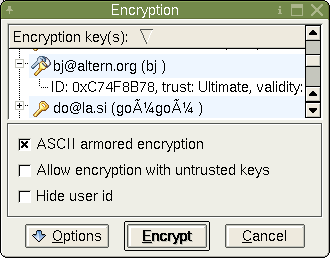 Encryption
Encryption key(s):
bj@altern.org (bj )
ID: 0xC74F8B78, trust: Ultimate, validity:
do@la.si (goÃ¼goÃ¼ )
ASCII armored encryption
Allow encryption with untrusted keys
Hide user id
Options
Encrypt
Cancel